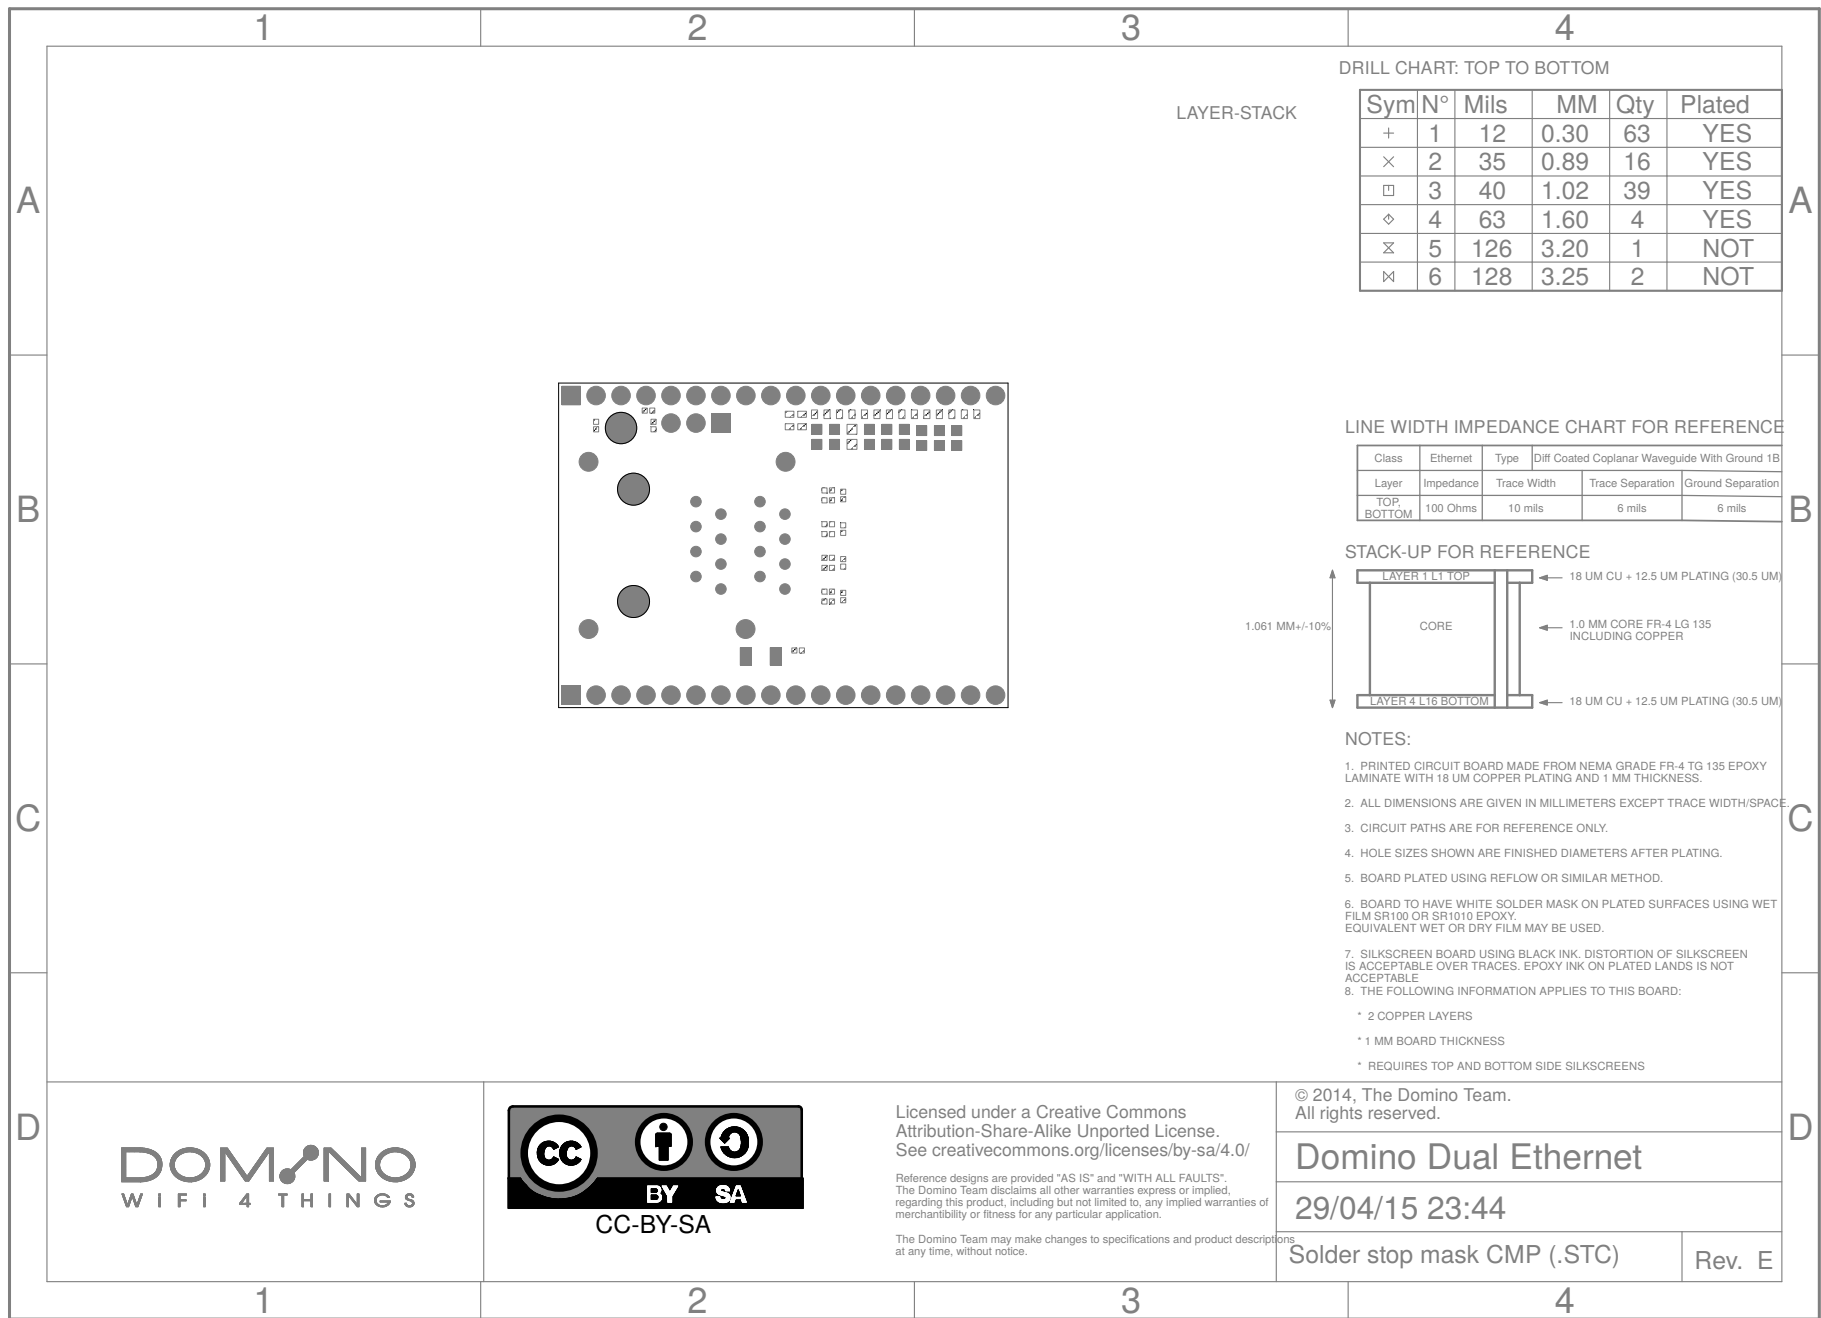 1 2 3 4
DRILL CHART: TOP TO BOTTOM
LAYER-STACK
Sym N° Mils MM Qty Plated
1 12 0.30 63 YES
2 35 0.89 16 YES
3 40 1.02 39 YES
4 63 1.60 4 YES
5 126 3.20 1 NOT
6 128 3.25 2 NOT
A A
LINE WIDTH IMPEDANCE CHART FOR REFERENCE
Class Ethernet Type Diff Coated Coplanar Waveguide With Ground 1B
Layer Impedance Trace Width Trace Separation Ground Separation
TOP, BOTTOM 100 Ohms 10 mils 6 mils 6 mils
B B
STACK-UP FOR REFERENCE
LAYER 1 L1 TOP
18 UM CU + 12.5 UM PLATING (30.5 UM)
1.061 MM+/-10%
CORE
1.0 MM CORE FR-4 LG 135
INCLUDING COPPER
LAYER 4 L16 BOTTOM
18 UM CU + 12.5 UM PLATING (30.5 UM)
NOTES:
1. PRINTED CIRCUIT BOARD MADE FROM NEMA GRADE FR-4 TG 135 EPOXY
LAMINATE WITH 18 UM COPPER PLATING AND 1 MM THICKNESS.
2. ALL DIMENSIONS ARE GIVEN IN MILLIMETERS EXCEPT TRACE WIDTH/SPACE.
C C
3. CIRCUIT PATHS ARE FOR REFERENCE ONLY.
4. HOLE SIZES SHOWN ARE FINISHED DIAMETERS AFTER PLATING.
5. BOARD PLATED USING REFLOW OR SIMILAR METHOD.
6. BOARD TO HAVE WHITE SOLDER MASK ON PLATED SURFACES USING WET
FILM SR100 OR SR1010 EPOXY.
EQUIVALENT WET OR DRY FILM MAY BE USED.
7. SILKSCREEN BOARD USING BLACK INK. DISTORTION OF SILKSCREEN
IS ACCEPTABLE OVER TRACES. EPOXY INK ON PLATED LANDS IS NOT
ACCEPTABLE
8. THE FOLLOWING INFORMATION APPLIES TO THIS BOARD:
* 2 COPPER LAYERS
* 1 MM BOARD THICKNESS
* REQUIRES TOP AND BOTTOM SIDE SILKSCREENS
D D
DOMINO
WIFI 4 THINGS
cc
BY SA
CC-BY-SA
Licensed under a Creative Commons
Attribution-Share-Alike Unported License.
See creativecommons.org/licenses/by-sa/4.0/
Reference designs are provided "AS IS" and "WITH ALL FAULTS".
The Domino Team disclaims all other warranties express or implied,
regarding this product, including but not limited to, any implied warranties of
merchantibility or fitness for any particular application.
The Domino Team may make changes to specifications and product descriptions
at any time, without notice.
© 2014, The Domino Team.
All rights reserved.
Domino Dual Ethernet
29/04/15 23:44
Solder stop mask CMP (.STC)
Rev. E
1 2 3 4